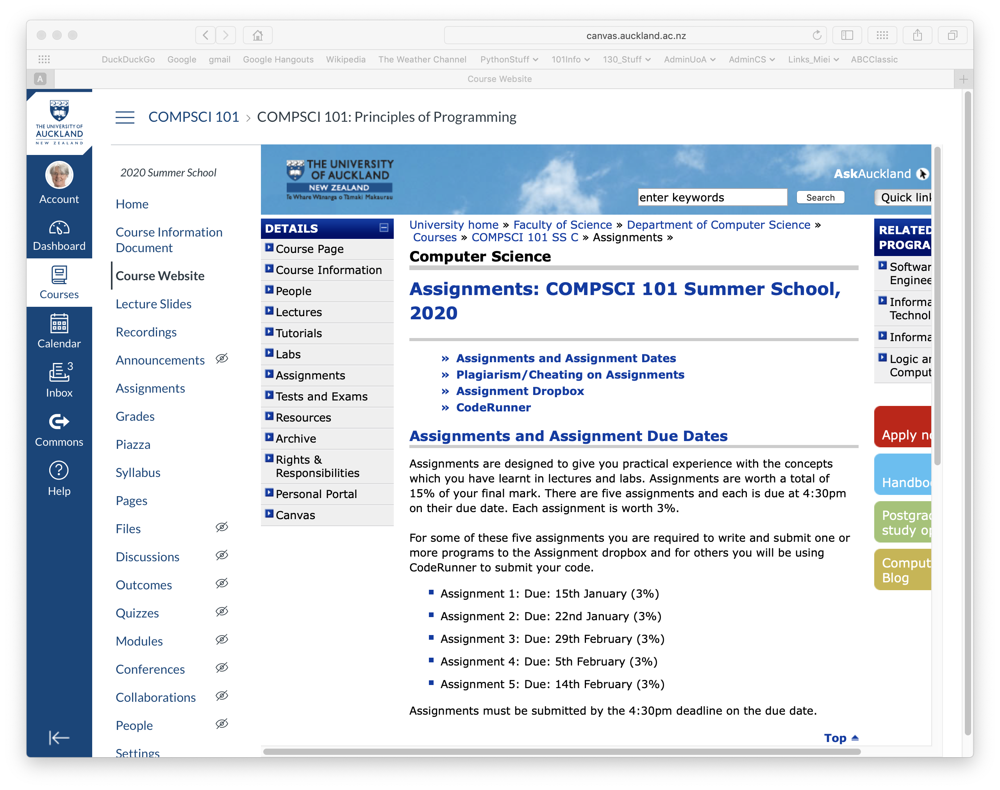 canvas.auckland.ac.nz
DuckDuckGo Google gmail Google Hangouts Wikipedia The Weather Channel PythonStuff 101Info 130_Stuff AdminUoA AdminCS Links_Miei ABCClassic
A Course Website
THE UNIVERSITY OF
AUCKLAND
NEW ZEALAND
Account
Dashboard
Courses
Calendar
3
Inbox
Commons
Help
COMPSCI 101 › COMPSCI 101: Principles of Programming
2020 Summer School
Home
Course Information
Document
Course Website
Lecture Slides
Recordings
Announcements
Assignments
Grades
Piazza
Syllabus
Pages
Files
Discussions
Outcomes
Quizzes
Modules
Conferences
Collaborations
People
Settings
THE UNIVERSITY
OF AUCKLAND
NEW ZEALAND
Te Whare Wānanga o Tāmaki Makaurau
AskAuckland
enter keywords Search Quick lin
DETAILS
Course Page
Course Information
People
Lectures
Tutorials
Labs
Assignments
Tests and Exams
Resources
Archive
Rights &
Responsibilities
Personal Portal
Canvas
University home » Faculty of Science » Department of Computer Science »
Courses » COMPSCI 101 SS C » Assignments »
Computer Science
Assignments: COMPSCI 101 Summer School,
2020
» Assignments and Assignment Dates
» Plagiarism/Cheating on Assignments
» Assignment Dropbox
» CodeRunner
Assignments and Assignment Due Dates
Assignments are designed to give you practical experience with the concepts
which you have learnt in lectures and labs. Assignments are worth a total of
15% of your final mark. There are five assignments and each is due at 4:30pm
on their due date. Each assignment is worth 3%.
For some of these five assignments you are required to write and submit one or
more programs to the Assignment dropbox and for others you will be using
CodeRunner to submit your code.
Assignment 1: Due: 15th January (3%)
Assignment 2: Due: 22nd January (3%)
Assignment 3: Due: 29th February (3%)
Assignment 4: Due: 5th February (3%)
Assignment 5: Due: 14th February (3%)
Assignments must be submitted by the 4:30pm deadline on the due date.
Top
RELATED
PROGRA
Softwar
Enginee
Informa
Technol
Informa
Logic ar
Comput
Apply n
Handbo
Postgra
study o
Comput
Blog